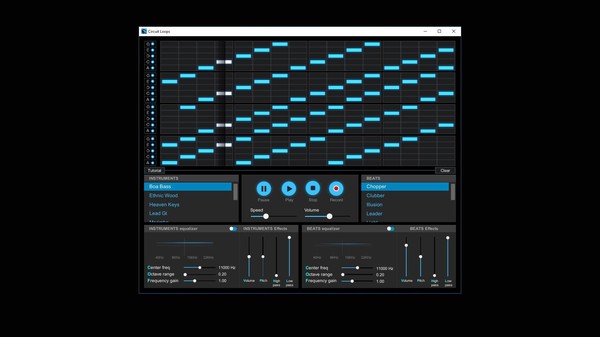 Circuit Loops
Tutorial
Clear
INSTRUMENTS
Boa Bass
Ethno Wood
Heaven Keys
Lead Gt
Pause
Play
Stop
Record
Speed
Volume
BEATS
Chopper
Clubber
Illusion
Leader
INSTRUMENTS equalizer
INSTRUMENTS Effects
Center freq
11000 Hz
Octave range
0.20
Frequency gain
1.00
Volume
Pitch
High pass
Low pass
BEATS equalizer
BEATS Effects
Center freq
11000 Hz
Octave range
0.20
Frequency gain
1.00
Volume
Pitch
High pass
Low pass